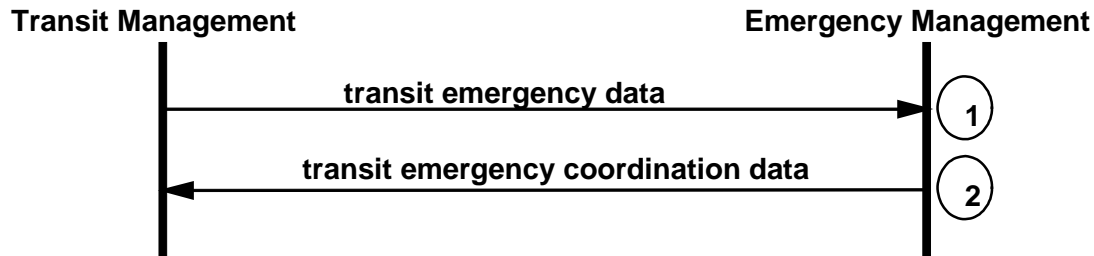 Transit Management
Emergency Management
transit emergency data
1
transit emergency coordination data
2